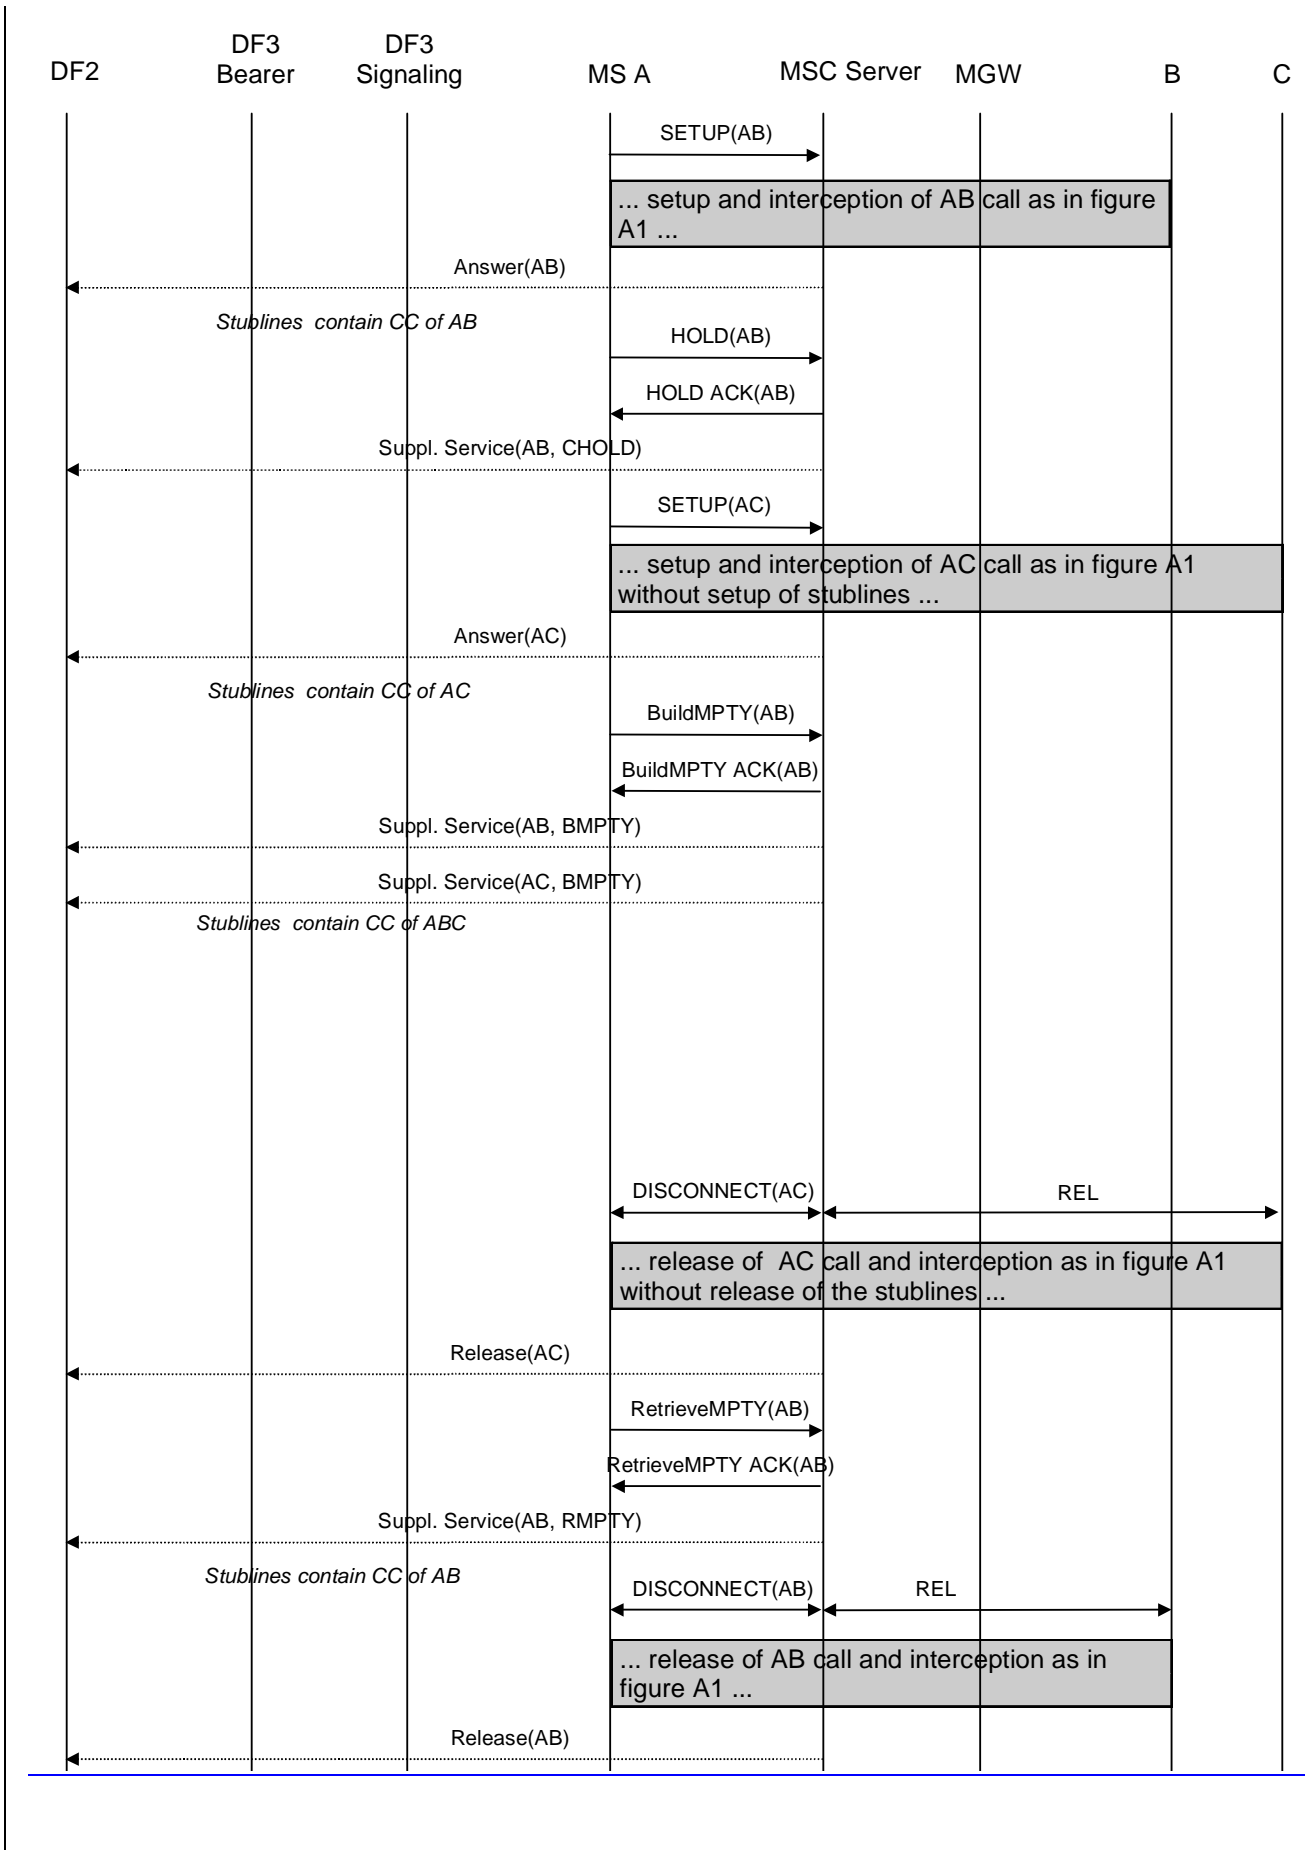 DF2
DF3
Bearer
DF3
Signaling
MS A
MSC Server
MGW
B
C
SETUP(AB)
... setup and interception of AB call as in figure
A1 ...
Answer(AB)
Stublines contain CC of AB
HOLD(AB)
HOLD ACK(AB)
Suppl. Service(AB, CHOLD)
SETUP(AC)
... setup and interception of AC call as in figure A1
without setup of stublines ...
Answer(AC)
Stublines contain CC of AC
BuildMPTY(AB)
BuildMPTY ACK(AB)
Suppl. Service(AB, BMPTY)
Suppl. Service(AC, BMPTY)
Stublines contain CC of ABC
DISCONNECT(AC)
REL
... release of AC call and interception as in figure A1
without release of the stublines ...
Release(AC)
RetrieveMPTY(AB)
RetrieveMPTY ACK(AB)
Suppl. Service(AB, RMPTY)
Stublines contain CC of AB
DISCONNECT(AB)
REL
... release of AB call and interception as in
figure A1 ...
Release(AB)